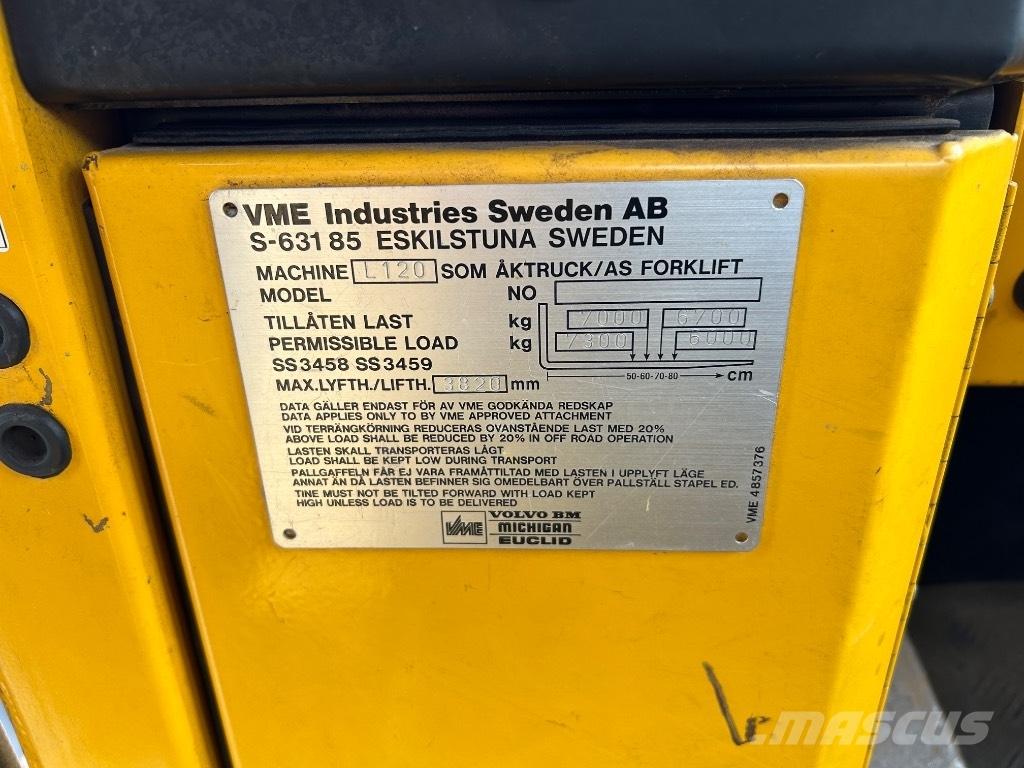 VME Industries Sweden AB
S-631 85 ESKILSTUNA SWEDEN
MACHINE L120 SOM ÅKTRUCK/AS FORKLIFT
MODEL NO
TILLÅTEN LAST kg 7000 6700
PERMISSIBLE LOAD kg 7300 6000
SS3458 SS3459
50-60-70-80 cm
MAX.LYFTH./LIFTH. 3820 mm
DATA GÄLLER ENDAST FÖR AV VME GODKÄNDA REDSKAP
DATA APPLIES ONLY TO BY VME APPROVED ATTACHMENT
VID TERRÄNGKÖRNING REDUCERAS OVANSTÅENDE LAST MED 20%
ABOVE LOAD SHALL BE REDUCED BY 20% IN OFF ROAD OPERATION
LASTEN SKALL TRANSPORTERAS LÅGT
LOAD SHALL BE KEPT LOW DURING TRANSPORT
PALLGAFFELN FÅR EJ VARA FRAMÅTTILTAD MED LASTEN I UPPLYFT LÄGE
ANNAT ÄN DÅ LASTEN BEFINNER SIG OMEDELBART ÖVER PALLSTÄLL STAPEL ED.
TINE MUST NOT BE TILTED FORWARD WITH LOAD KEPT
HIGH UNLESS LOAD IS TO BE DELIVERED
VME 4857376
VME VOLVO BM
MICHIGAN
EUCLID
MASCUS